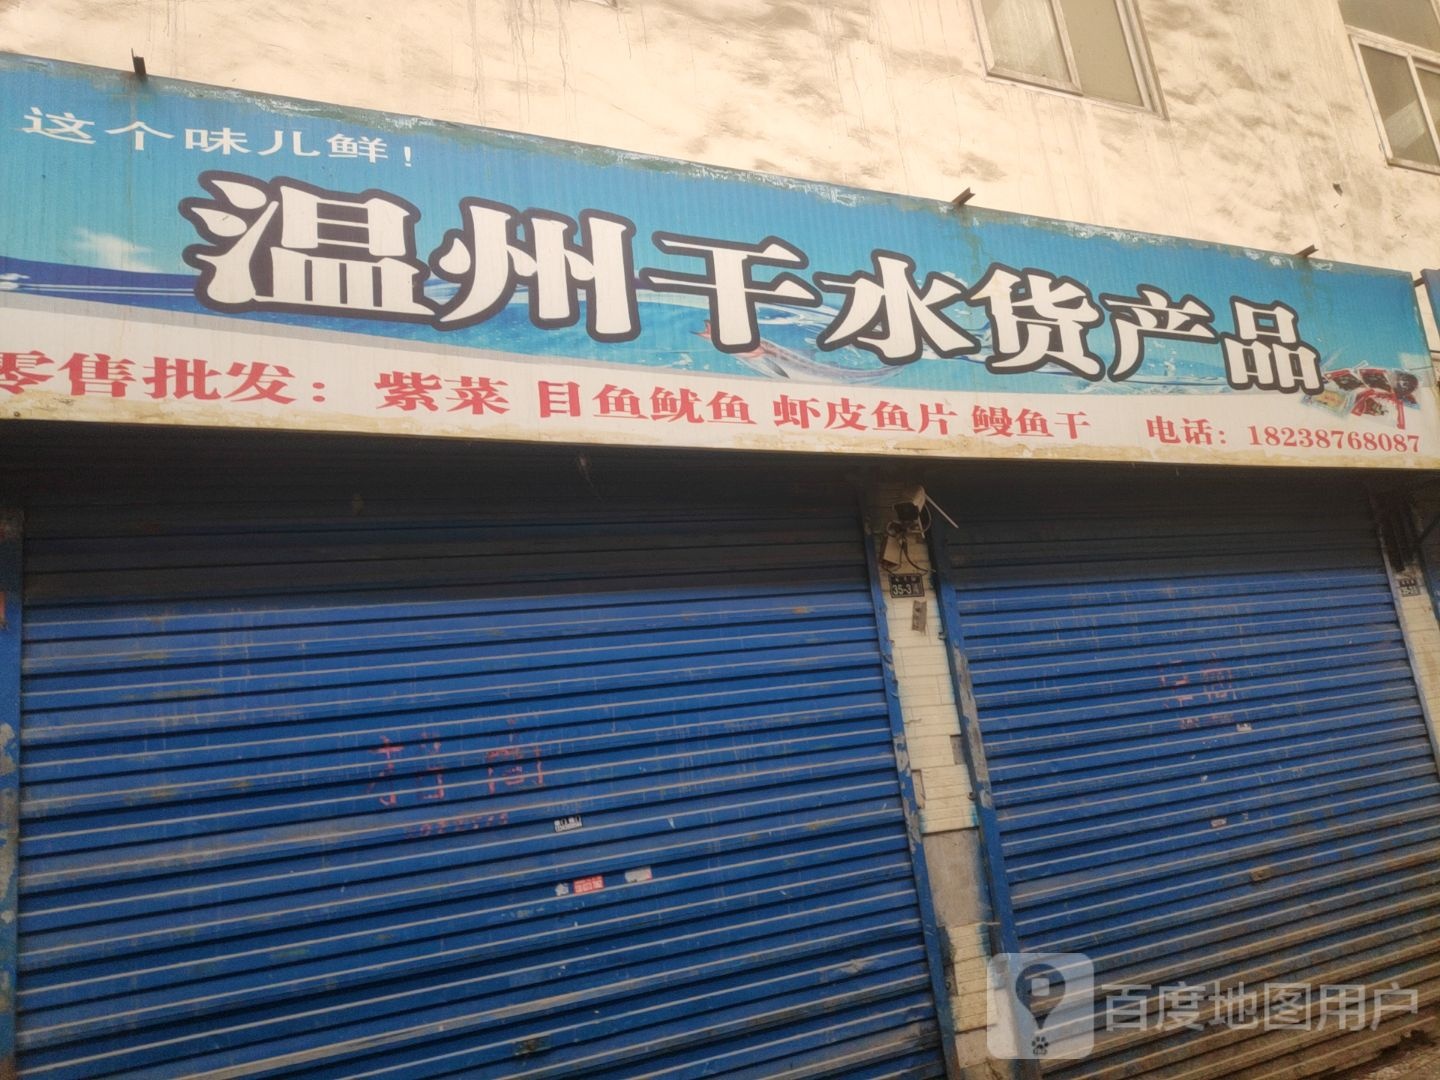 这个味儿鲜！
温州干水货产品
零售批发：紫菜 目鱼鱿鱼 虾皮鱼片 鳗鱼干 电话：18238768087
35-3
百度地图用户